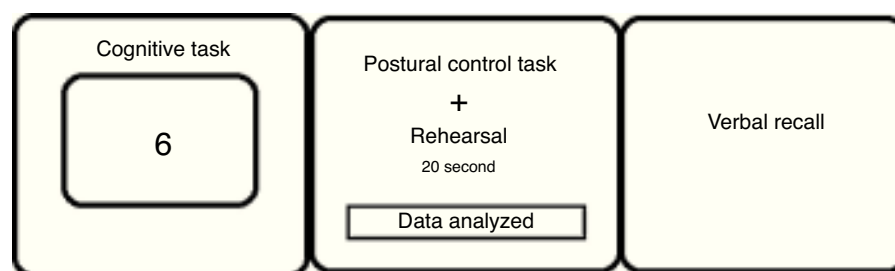 Cognitive task
6
Postural control task
+
Rehearsal
20 second
Data analyzed
Verbal recall